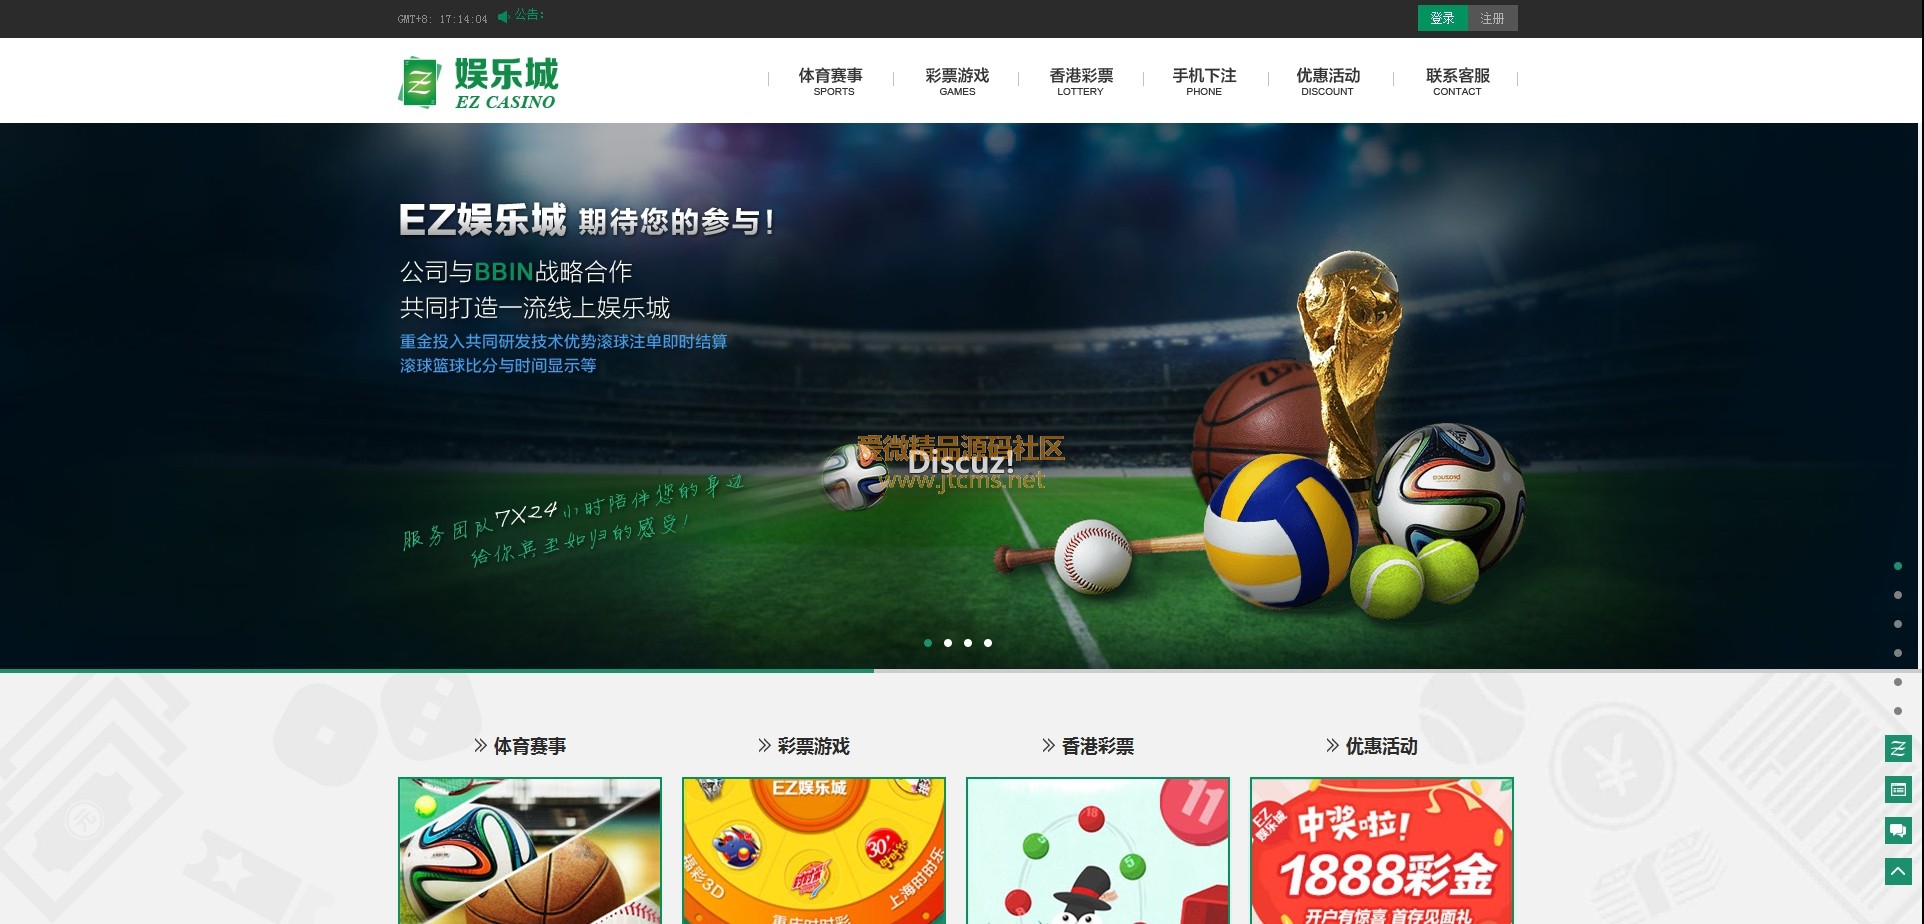 GMT+8: 17:14:04
公告:
登录
注册
娱乐城
EZ CASINO
体育赛事
SPORTS
彩票游戏
GAMES
香港彩票
LOTTERY
手机下注
PHONE
优惠活动
DISCOUNT
联系客服
CONTACT
EZ娱乐城 期待您的参与!
公司与BBIN战略合作
共同打造一流线上娱乐城
重金投入共同研发技术优势滚球注单即时结算
滚球篮球比分与时间显示等
爱微精品源码社区
Discuz!
www.jtcms.net
服务团队7X24小时陪伴您的身边
给你宾至如归的感受!
体育赛事
彩票游戏
香港彩票
优惠活动
EZ娱乐城
福彩3D
30'
时时乐
重庆时时彩
上海时时乐
11
18
5
EZ
娱乐城
中奖啦!
1888彩金
开户有惊喜 首存见面礼